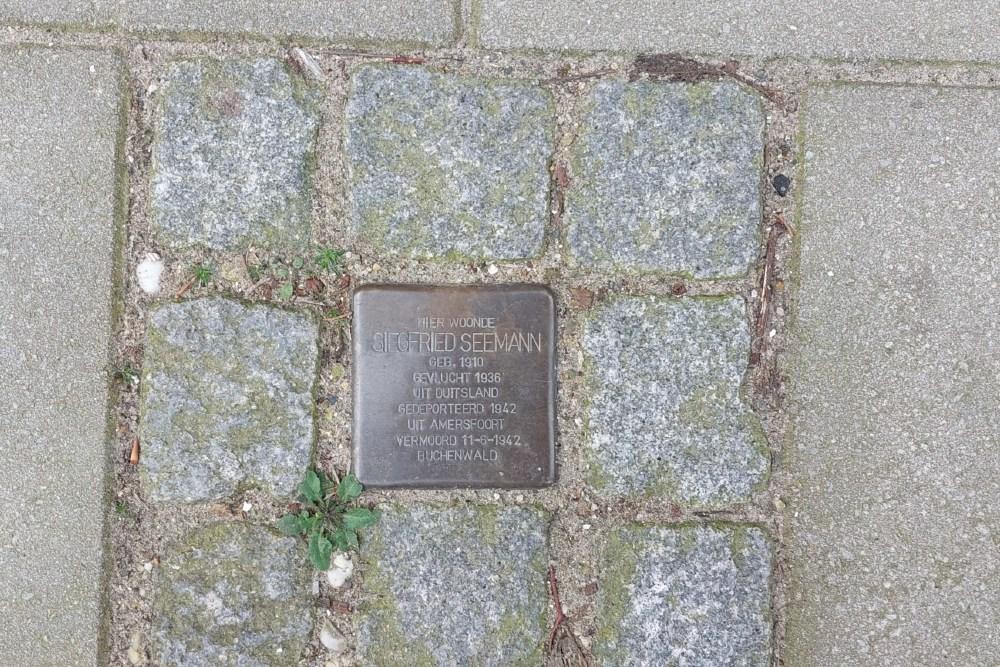 HIER WOONDE
SIEGFRIED SEEMANN
GEB. 1910
GEVLUCHT 1936
UIT DUITSLAND
GEDEPORTEERD 1942
UIT AMERSFOORT
VERMOORD 11-6-1942
BUCHENWALD